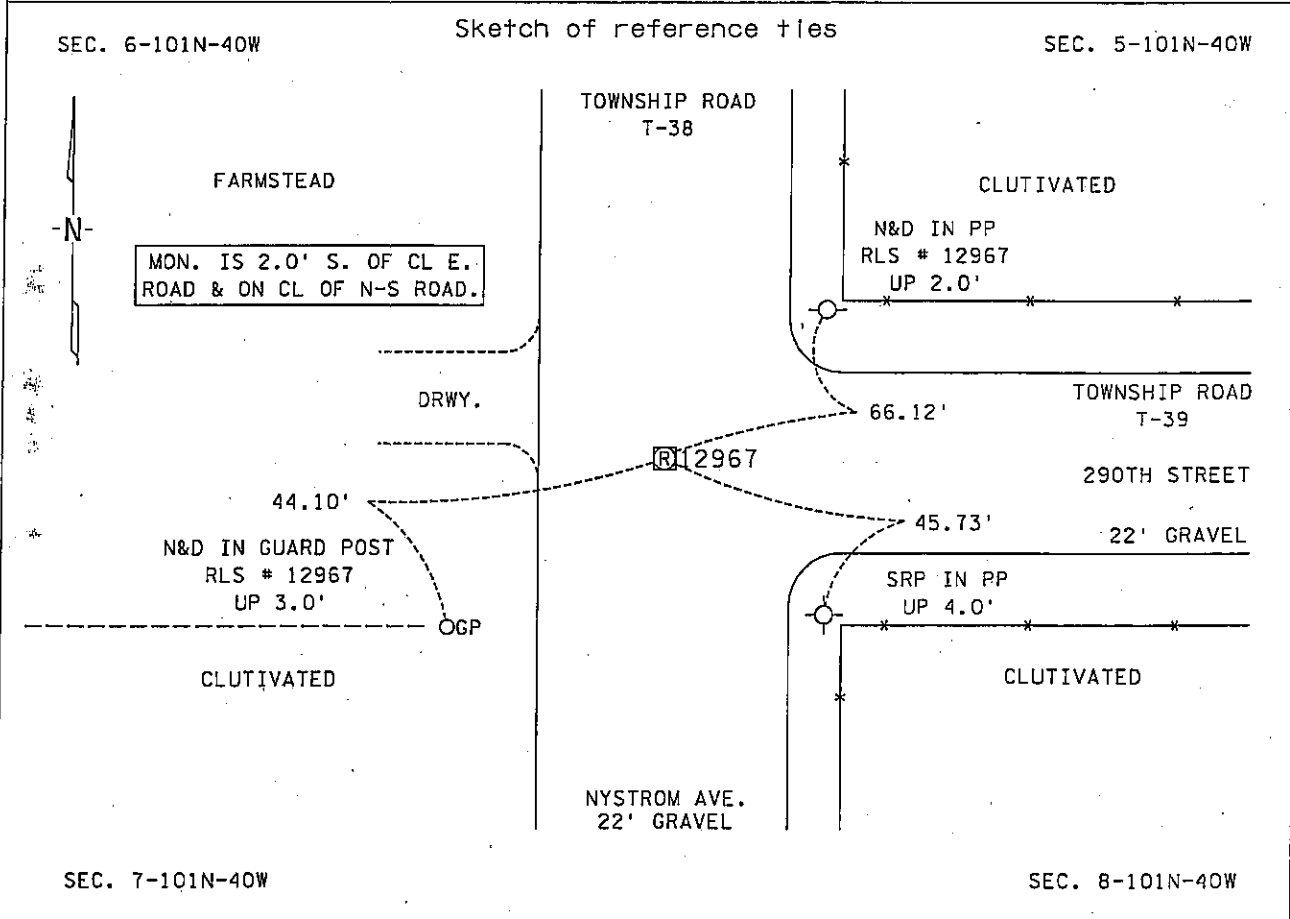 Sketch of reference ties
SEC. 6-101N-40W
SEC. 5-101N-40W
TOWNSHIP ROAD
T-38
FARMSTEAD
CLUTIVATED
-N-
MON. IS 2.0' S. OF CL E.
ROAD & ON CL OF N-S ROAD.
N&D IN PP
RLS # 12967
UP 2.0'
DRWY.
TOWNSHIP ROAD
T-39
66.12'
R 12967
290TH STREET
44.10'
45.73'
22' GRAVEL
N&D IN GUARD POST
RLS # 12967
UP 3.0'
SRP IN PP
UP 4.0'
GP
CLUTIVATED
CLUTIVATED
NYSTROM AVE.
22' GRAVEL
SEC. 7-101N-40W
SEC. 8-101N-40W